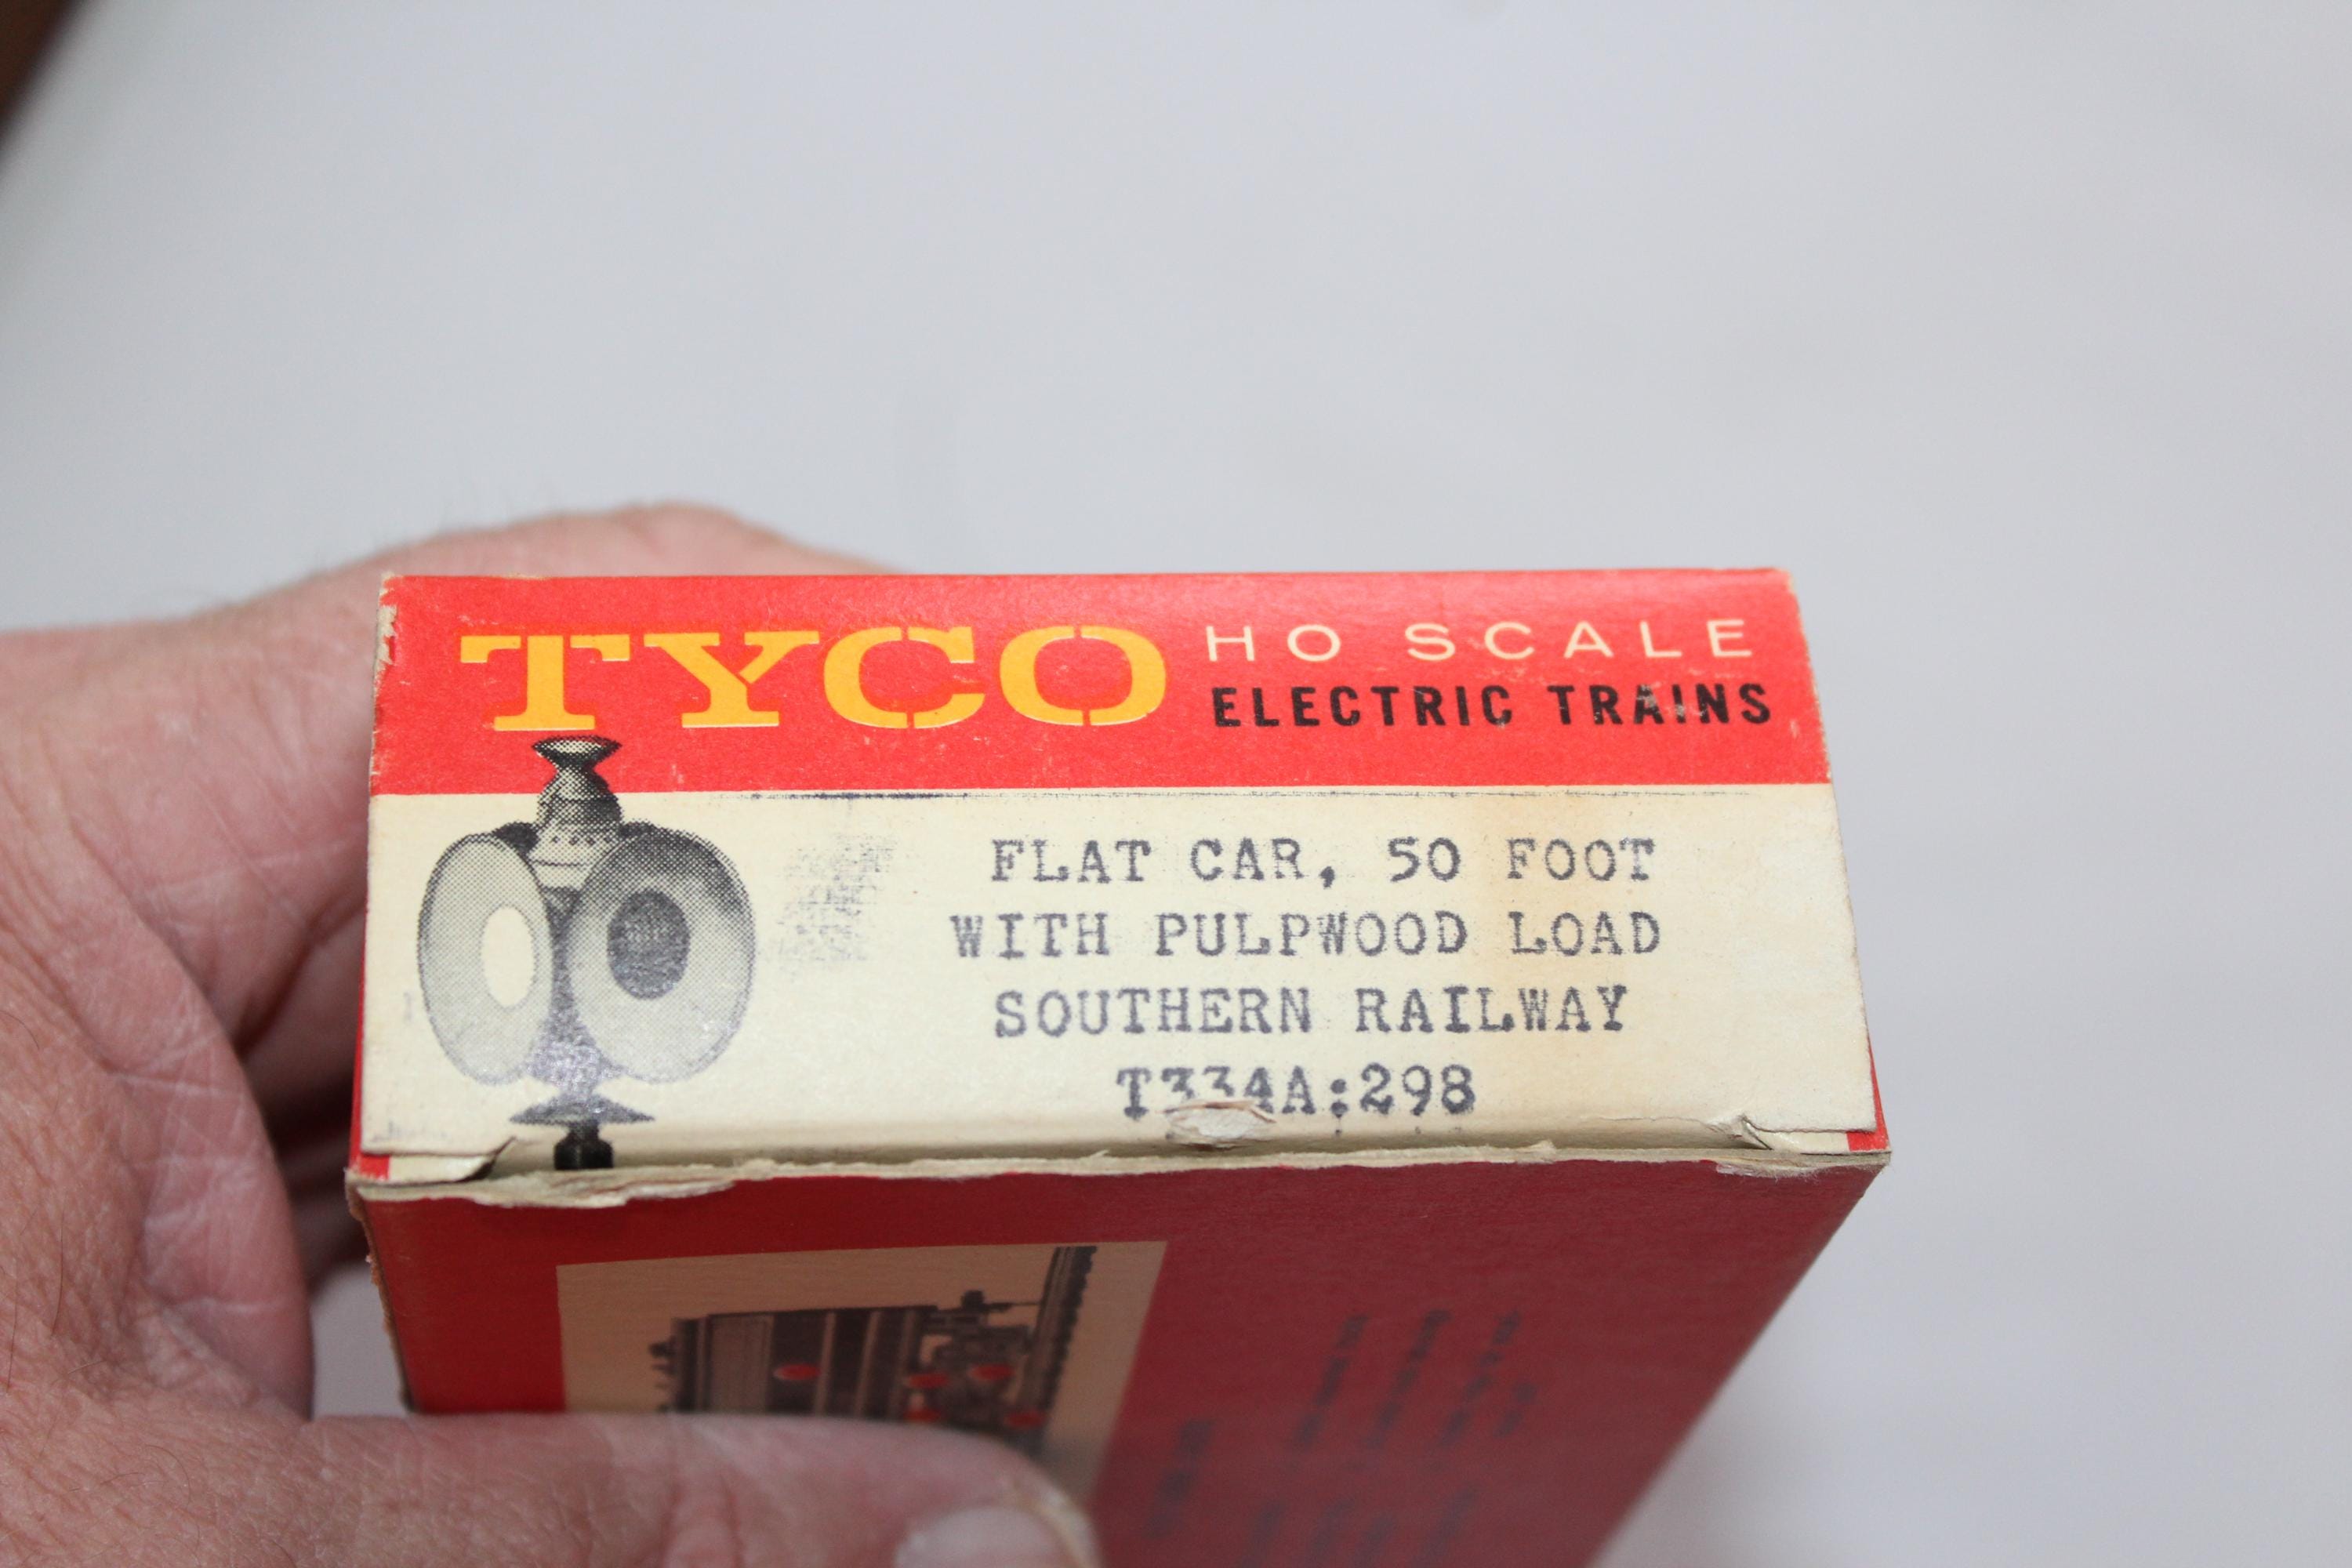 TYCO HO SCALE
ELECTRIC TRAINS
FLAT CAR, 50 FOOT
WITH PULPWOOD LOAD
SOUTHERN RAILWAY
T334A:298